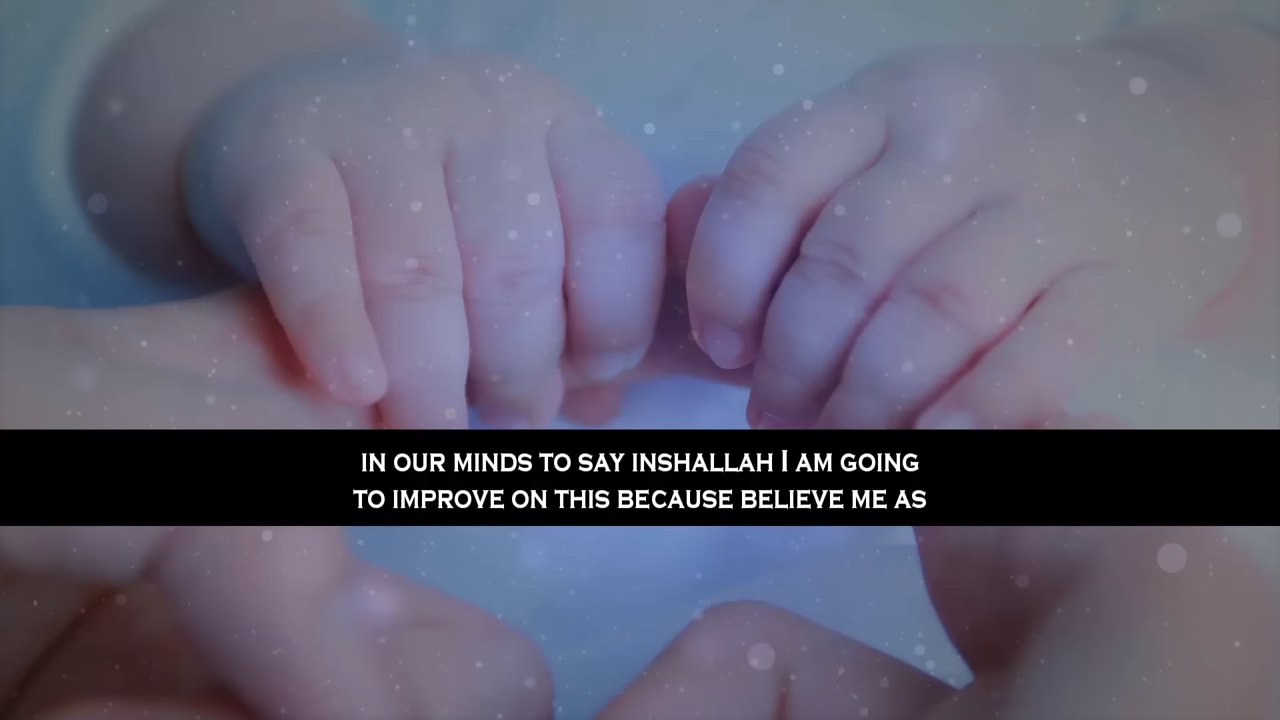 IN OUR MINDS TO SAY INSHALLAH I AM GOING
TO IMPROVE ON THIS BECAUSE BELIEVE ME AS